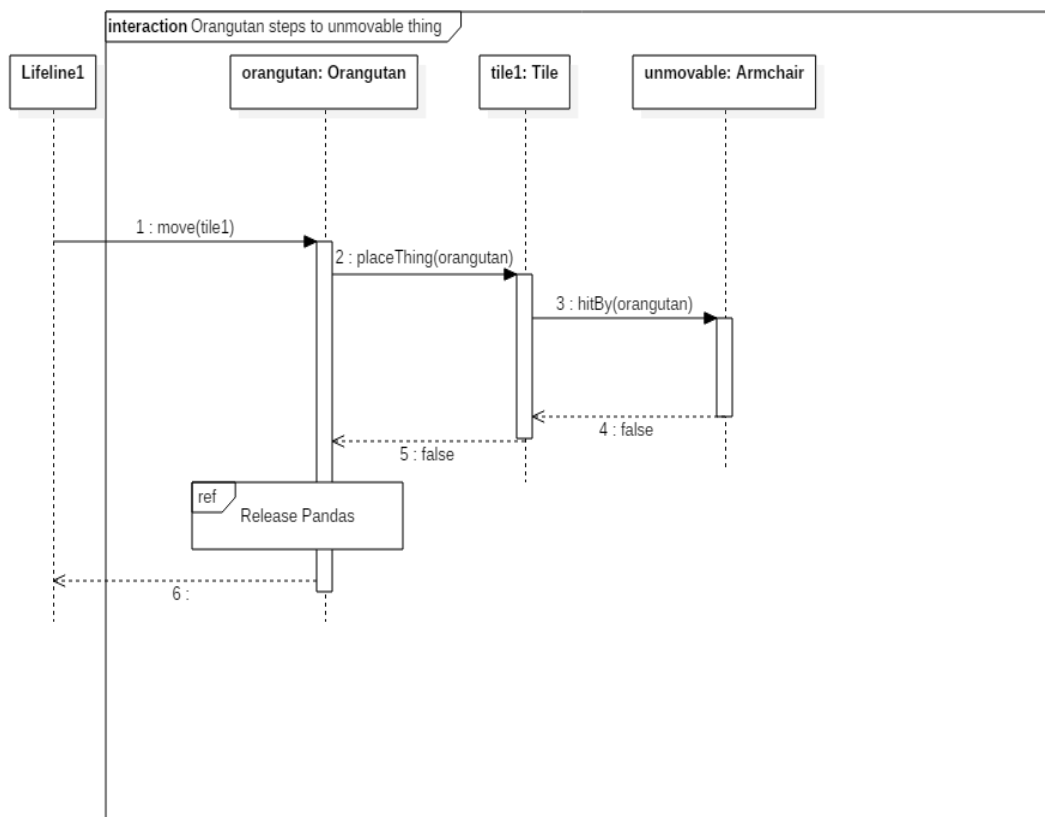 interaction Orangutan steps to unmovable thing
Lifeline1
orangutan: Orangutan
tile1: Tile
unmovable: Armchair
1 : move(tile1)
2 : placeThing(orangutan)
3 : hitBy(orangutan)
4 : false
5 : false
ref
Release Pandas
6 :